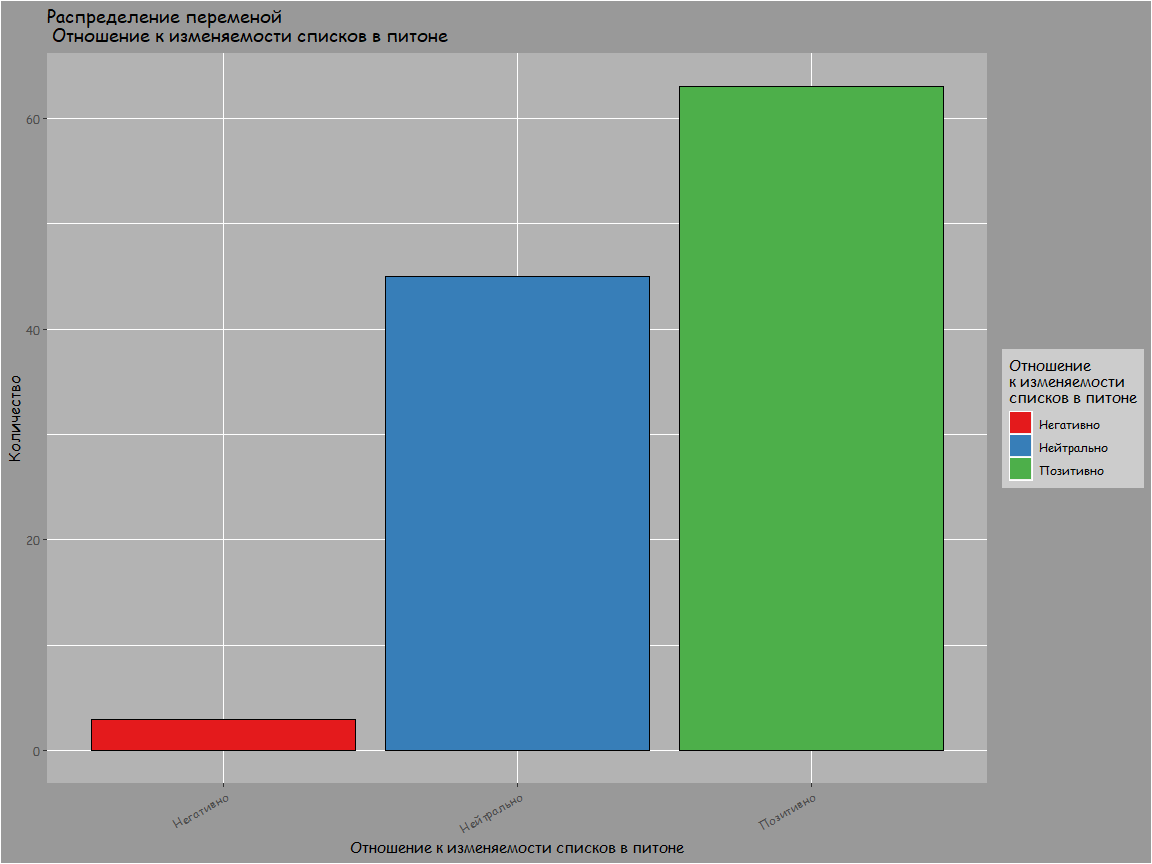 Распределение переменой
Отношение к изменяемости списков в питоне
Количество
60
40
20
0
Негативно
Нейтрально
Позитивно
Отношение к изменяемости списков в питоне
Отношение
к изменяемости
списков в питоне
Негативно
Нейтрально
Позитивно